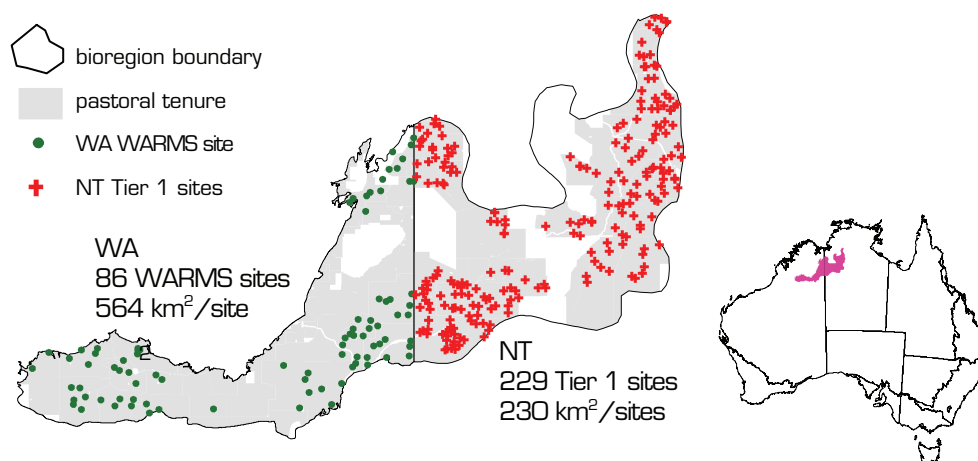 bioregion boundary
pastoral tenure
WA WARMS site
NT Tier 1 sites
WA
86 WARMS sites
564 km²/site
NT
229 Tier 1 sites
230 km²/sites